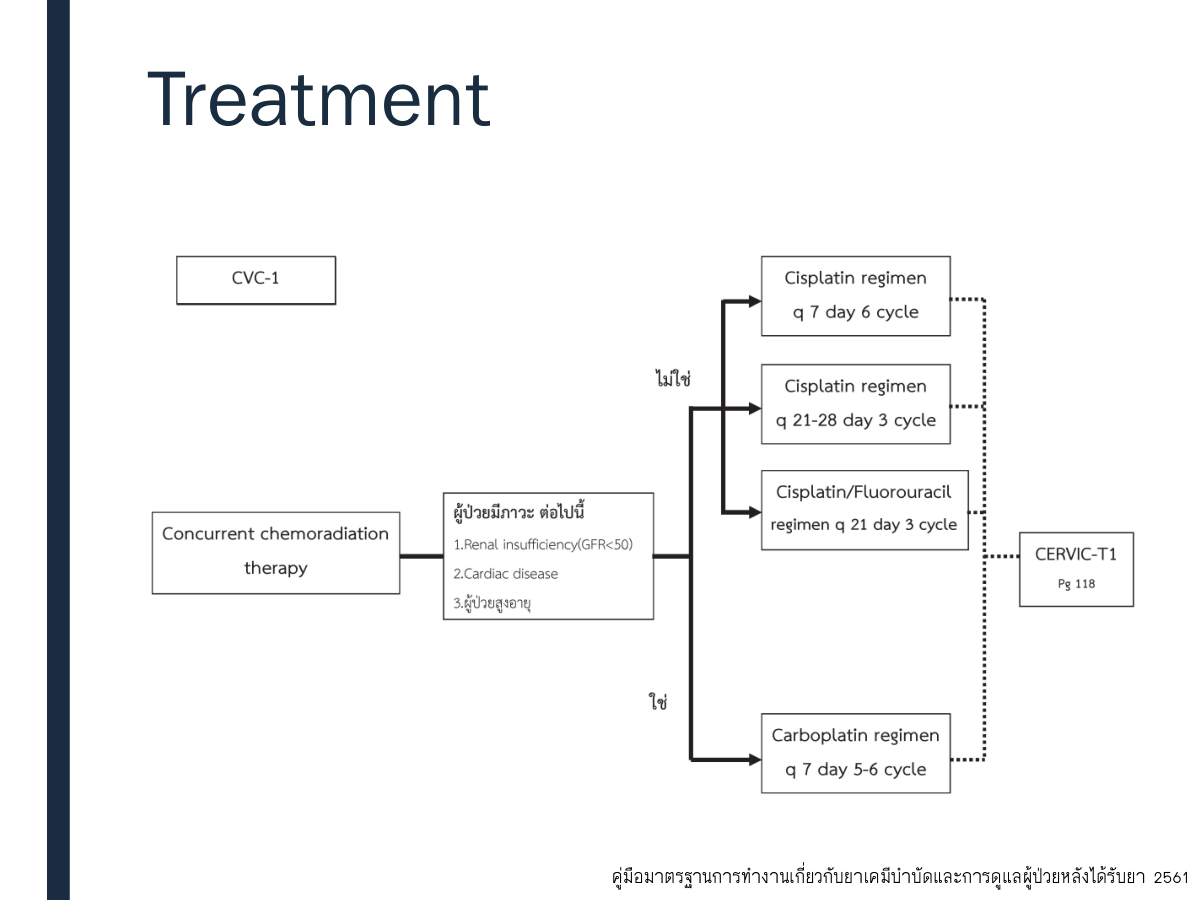 Treatment
CVC-1
Concurrent chemoradiation
therapy
ผู้ป่วยมีภาวะ ต่อไปนี้
1.Renal insufficiency(GFR<50)
2.Cardiac disease
3.ผู้ป่วยสูงอายุ
ไม่ใช่
ใช่
Cisplatin regimen
q 7 day 6 cycle
Cisplatin regimen
q 21-28 day 3 cycle
Cisplatin/Fluorouracil
regimen q 21 day 3 cycle
Carboplatin regimen
q 7 day 5-6 cycle
CERVIC-T1
Pg 118
คู่มือมาตรฐานการทำงานเกี่ยวกับยาเคมีบำบัดและการดูแลผู้ป่วยหลังได้รับยา 2561